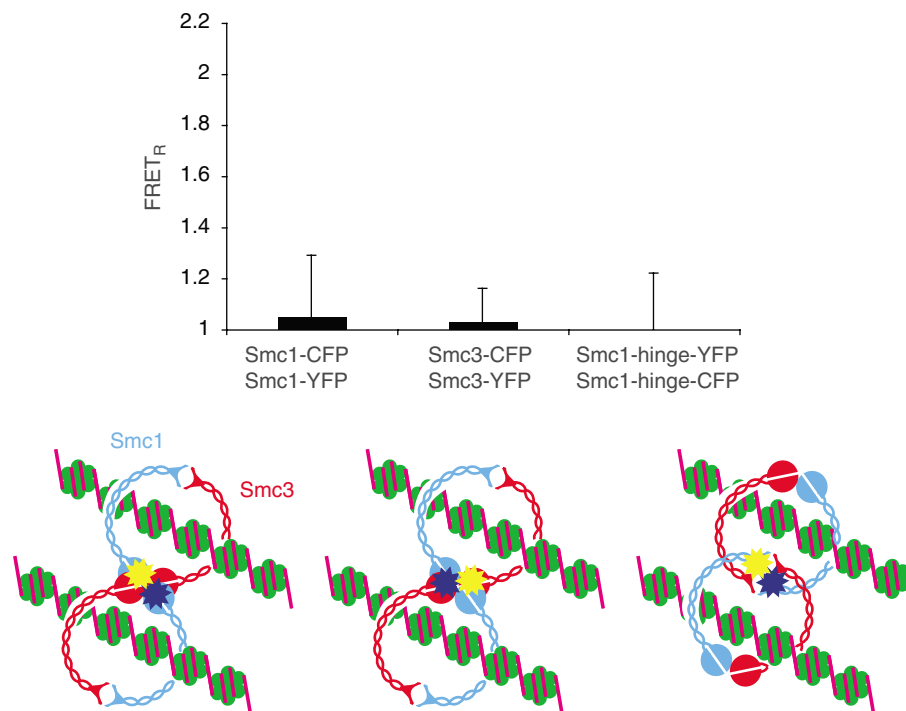 2.2
2
1.8
1.6
1.4
1.2
1
FRET_R
Smc1-CFP
Smc1-YFP
Smc3-CFP
Smc3-YFP
Smc1-hinge-YFP
Smc1-hinge-CFP
Smc1
Smc3